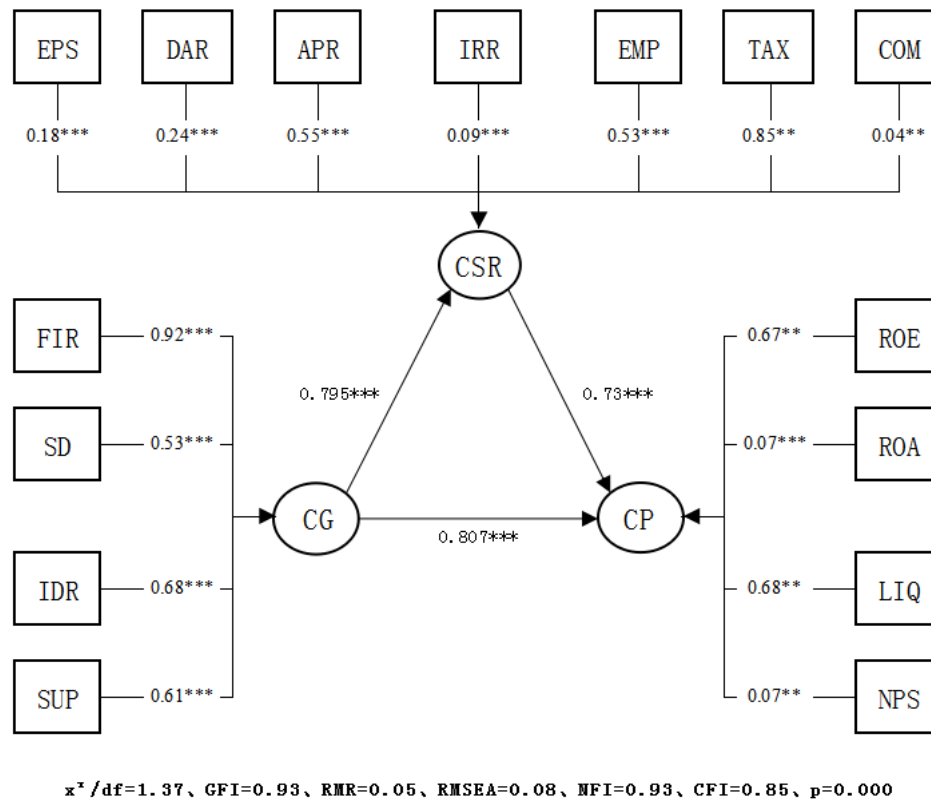 EPS DAR APR IRR EMP TAX COM
0.18*** 0.24*** 0.55*** 0.09*** 0.53*** 0.85** 0.04**
CSR
FIR 0.92*** 0.67** ROE
0.795*** 0.73***
SD 0.53*** 0.07*** ROA
CG CP
0.807***
IDR 0.68*** 0.68** LIQ
SUP 0.61*** 0.07** NPS
x²/df=1.37、GFI=0.93、RMR=0.05、RMSEA=0.08、NFI=0.93、CFI=0.85、p=0.000